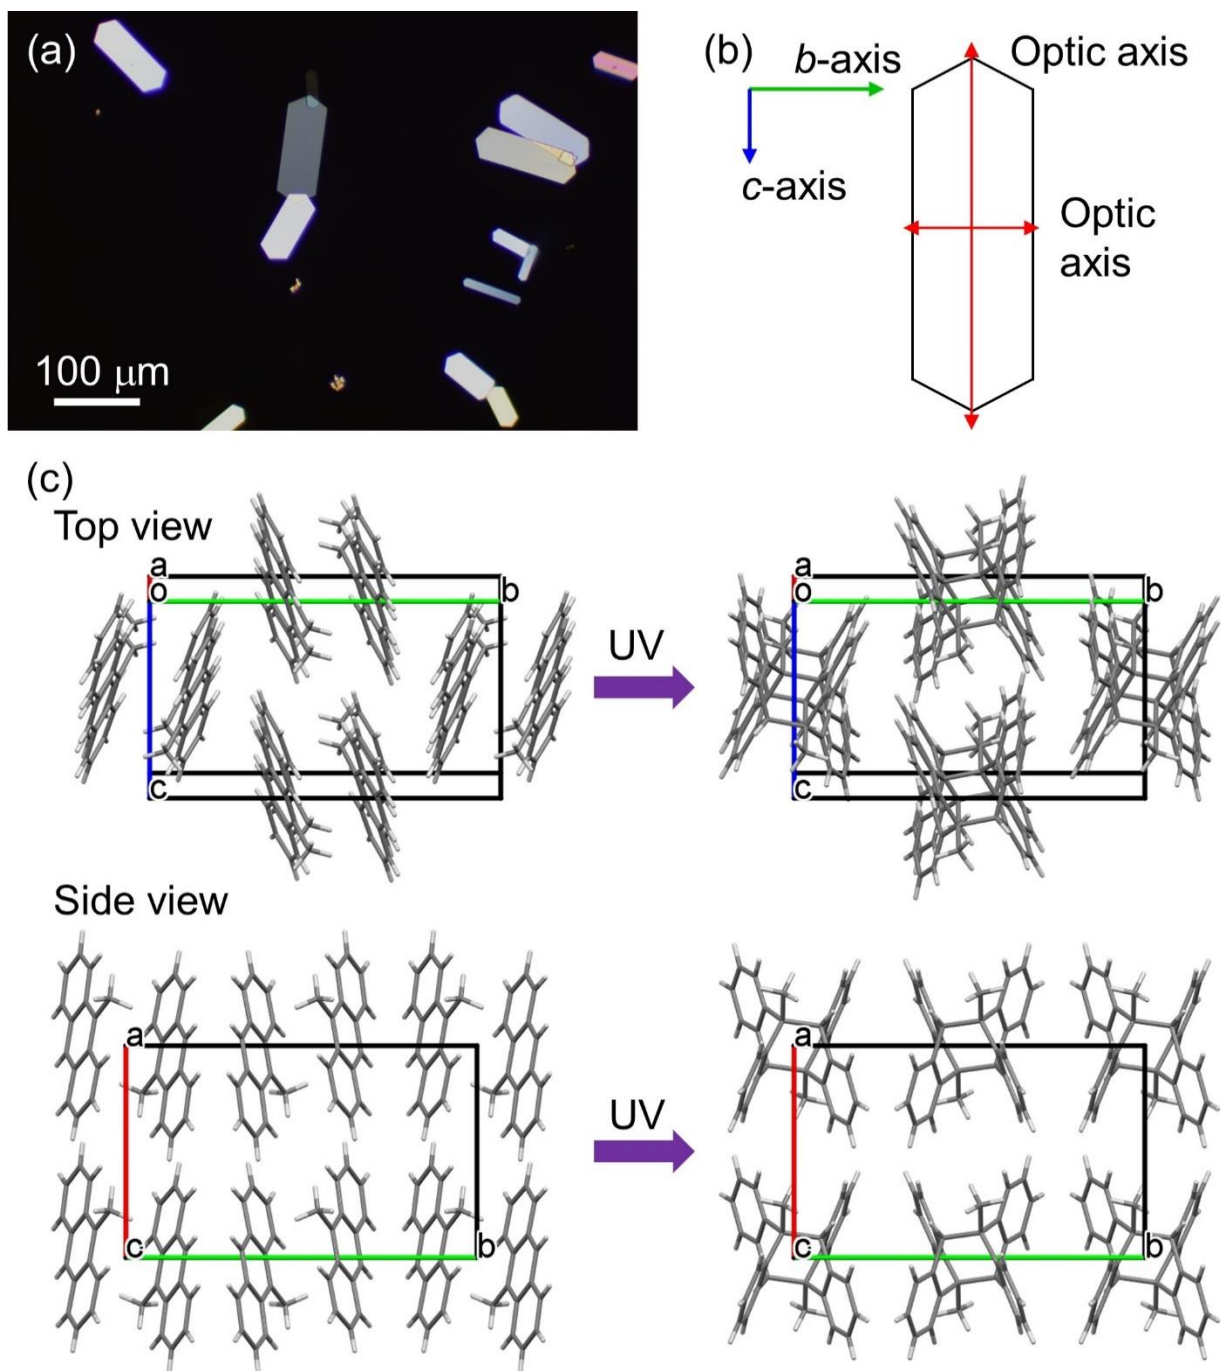 (a)
100 μm
(b)
b-axis
c-axis
Optic axis
Optic
axis
(c)
Top view
a
o
b
c
UV
a
o
b
c
Side view
a
c
b
UV
a
c
b